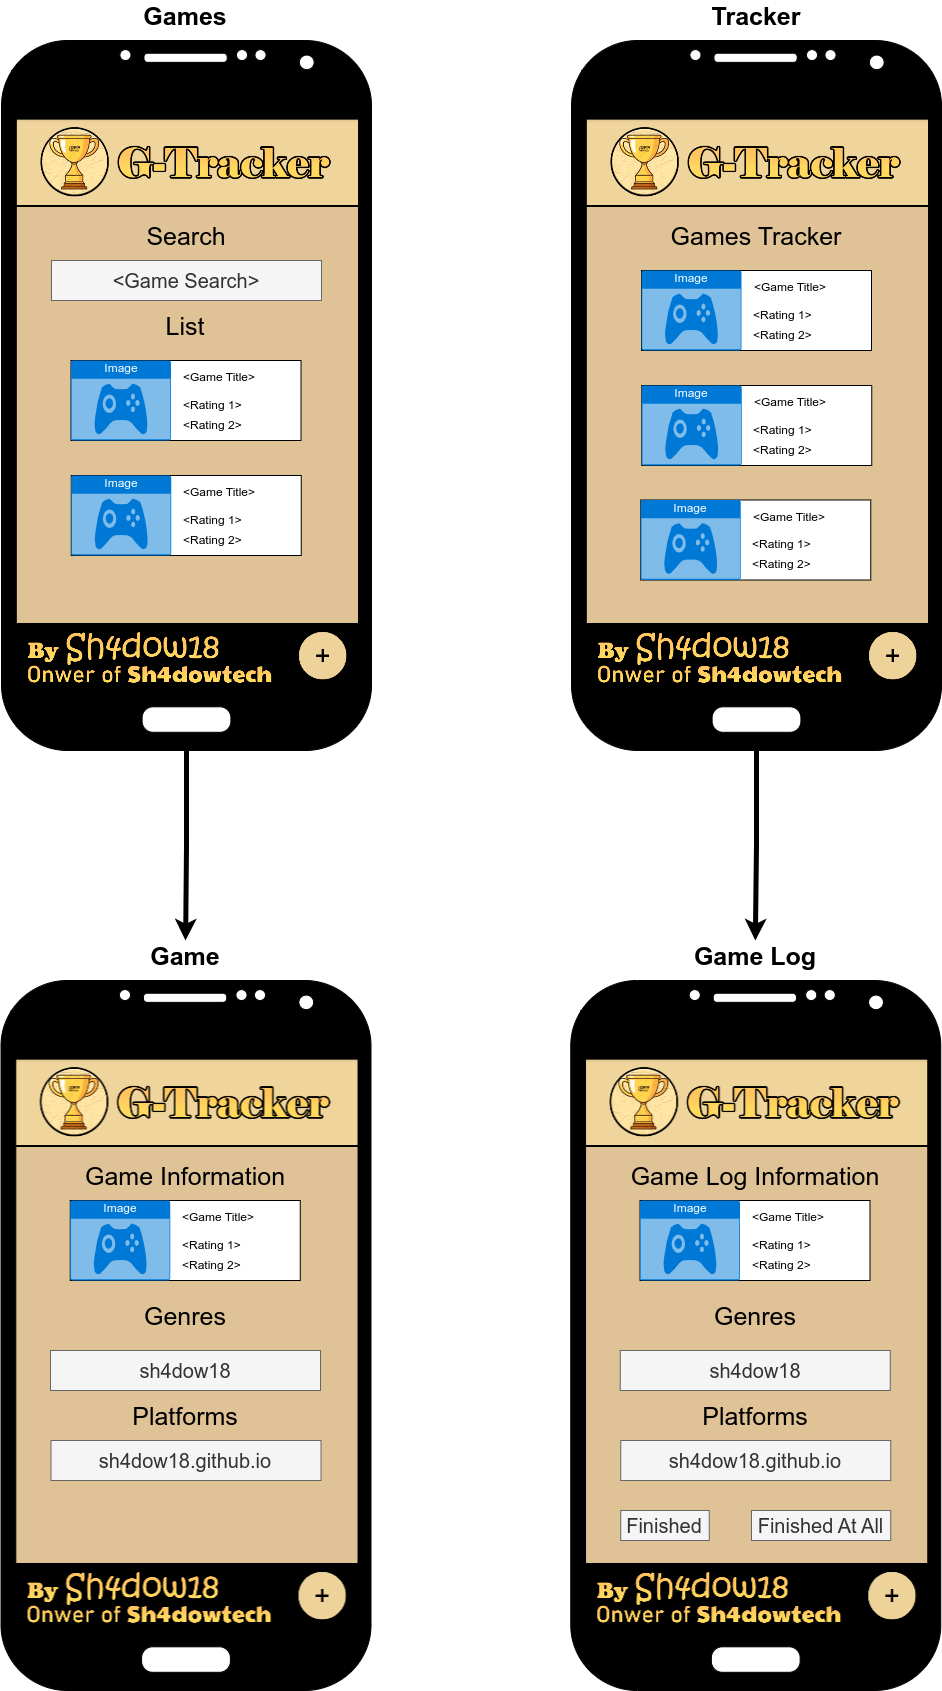 Games
G-Tracker
Search
<Game Search>
List
Image
<Game Title>
<Rating 1>
<Rating 2>
Image
<Game Title>
<Rating 1>
<Rating 2>
By Sh4dow18
Onwer of Sh4dowtech
+
Tracker
G-Tracker
Games Tracker
Image
<Game Title>
<Rating 1>
<Rating 2>
Image
<Game Title>
<Rating 1>
<Rating 2>
Image
<Game Title>
<Rating 1>
<Rating 2>
By Sh4dow18
Onwer of Sh4dowtech
+
Game
G-Tracker
Game Information
Image
<Game Title>
<Rating 1>
<Rating 2>
Genres
sh4dow18
Platforms
sh4dow18.github.io
By Sh4dow18
Onwer of Sh4dowtech
+
Game Log
G-Tracker
Game Log Information
Image
<Game Title>
<Rating 1>
<Rating 2>
Genres
sh4dow18
Platforms
sh4dow18.github.io
Finished
Finished At All
By Sh4dow18
Onwer of Sh4dowtech
+